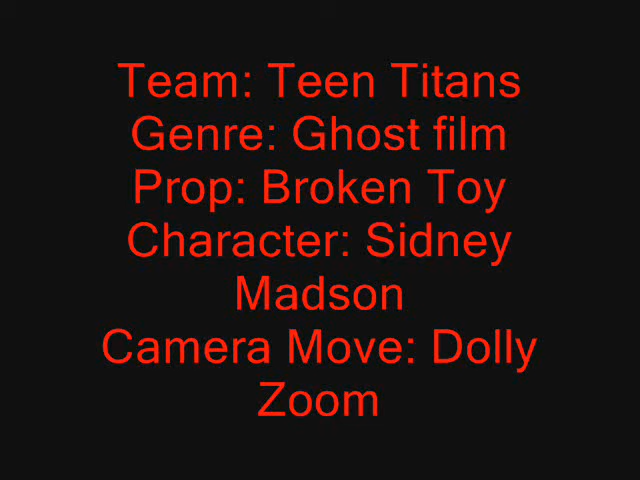 Team: Teen Titans
Genre: Ghost film
Prop: Broken Toy
Character: Sidney
Madson
Camera Move: Dolly
Zoom